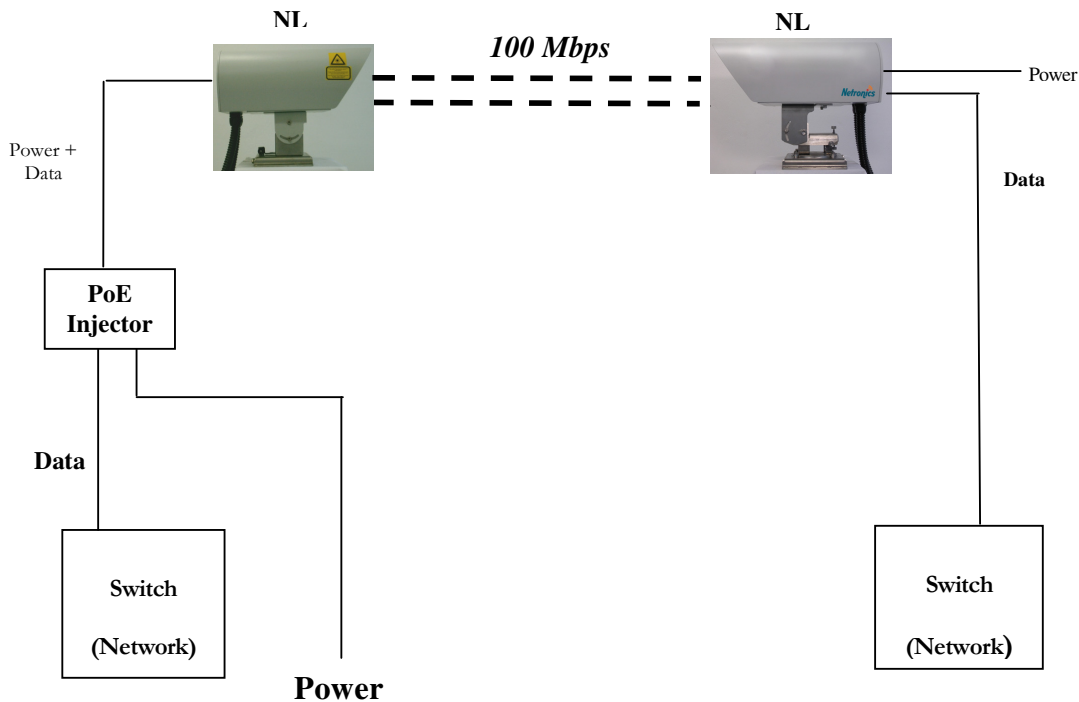 NL
NL
100 Mbps
Netronics
Power
Power +
Data
Data
PoE
Injector
Data
Switch
(Network)
Switch
(Network)
Power